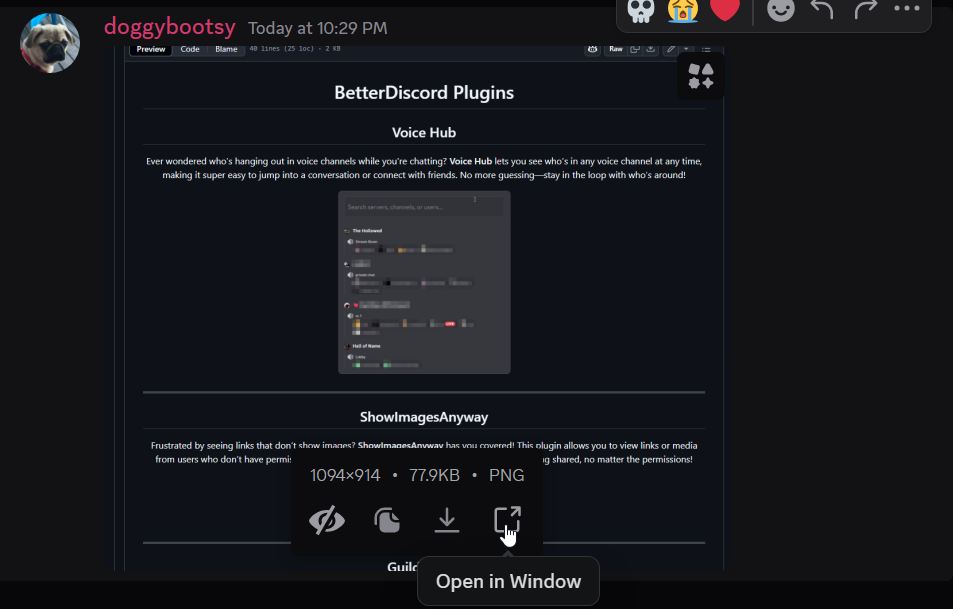 doggybootsy Today at 10:29 PM
Preview Code Blame 40 lines (25 loc) · 2 KB Raw
BetterDiscord Plugins
Voice Hub
Ever wondered who's hanging out in voice channels while you're chatting? Voice Hub lets you see who's in any voice channel at any time,
making it super easy to jump into a conversation or connect with friends. No more guessing—stay in the loop with who's around!
Search servers, channels, or users...
The Hollowed
private chat
Hall of Name
Lobby
ShowImagesAnyway
Frustrated by seeing links that don't show images? ShowImagesAnyway has you covered! This plugin allows you to view links or media
from users who don't have permis ng shared, no matter the permissions!
1094×914 • 77.9KB • PNG
Guild
Open in Window